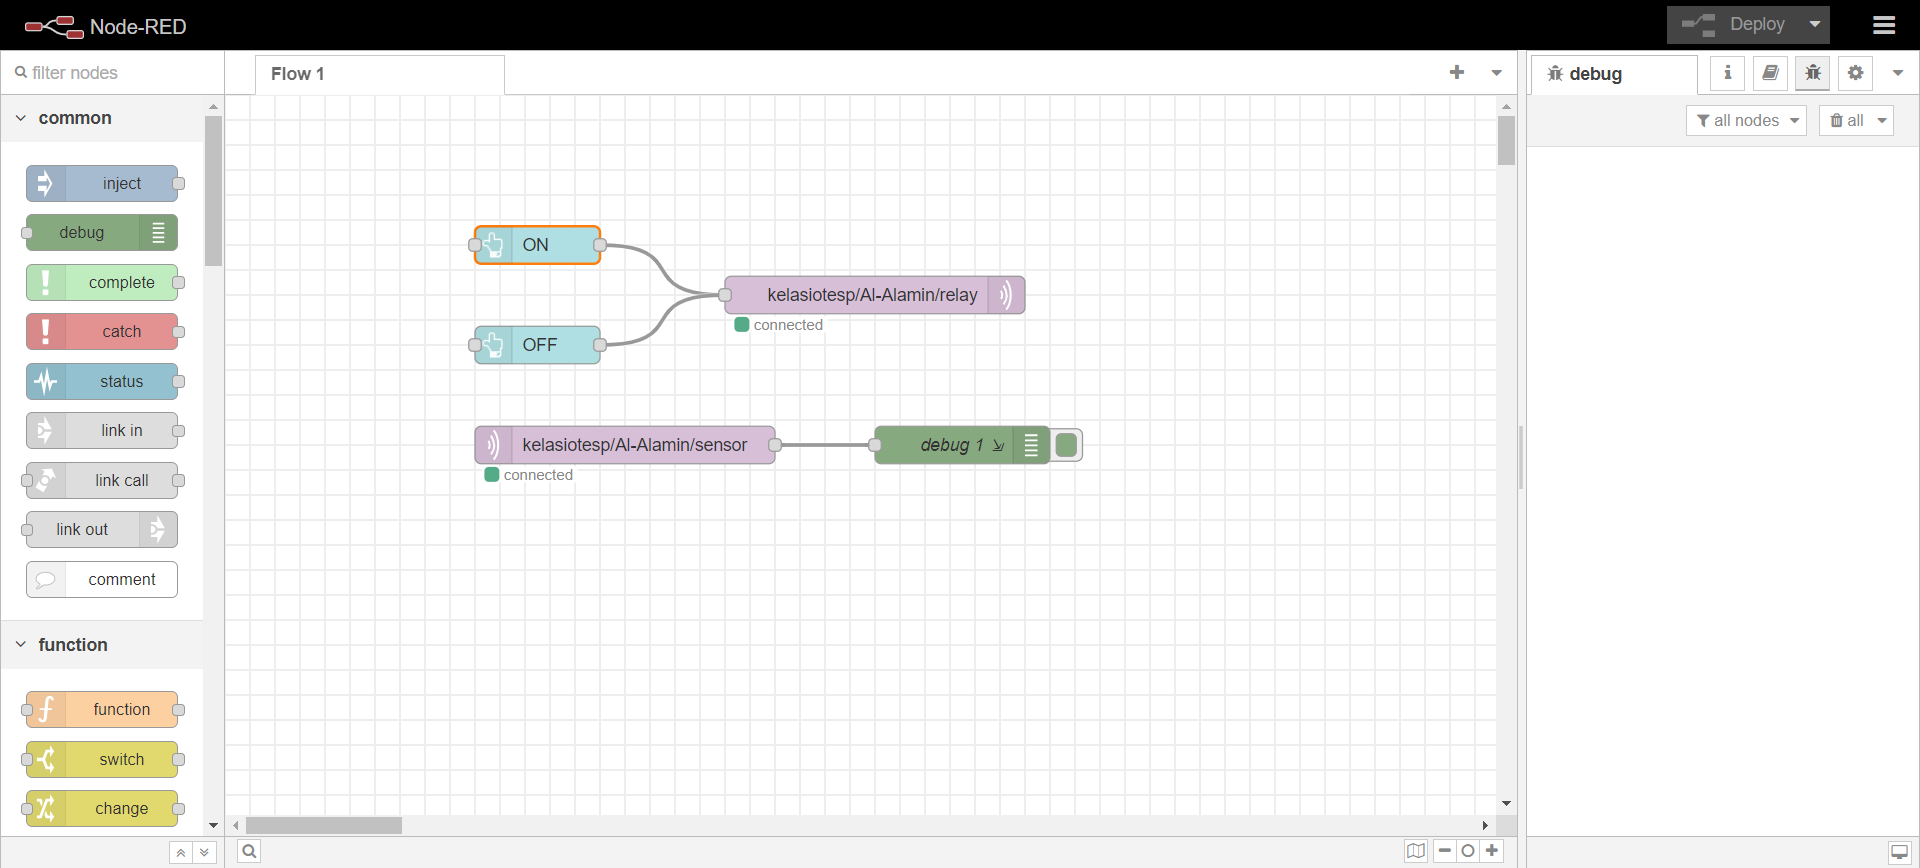 Node-RED
Deploy
filter nodes
Flow 1
debug
i
all nodes
all
common
inject
debug
complete
catch
status
link in
link call
link out
comment
function
function
switch
change
ON
OFF
kelasiotesp/Al-Alamin/relay
connected
kelasiotesp/Al-Alamin/sensor
connected
debug 1